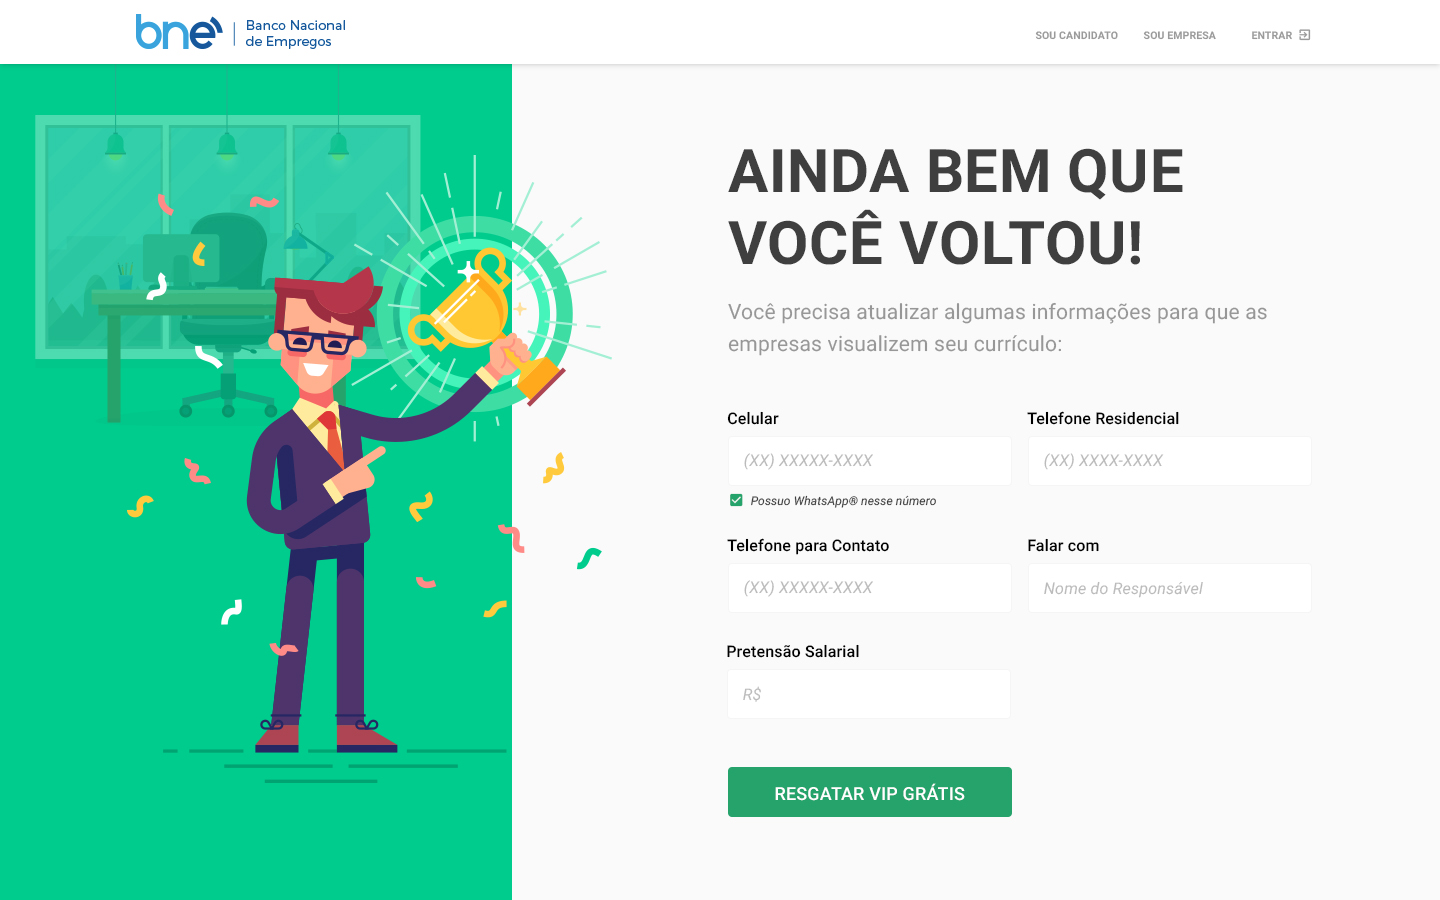 bne
Banco Nacional
de Empregos
SOU CANDIDATO
SOU EMPRESA
ENTRAR
AINDA BEM QUE
VOCÊ VOLTOU!
Você precisa atualizar algumas informações para que as
empresas visualizem seu currículo:
Celular
Telefone Residencial
(XX) XXXXX-XXXX
(XX) XXXX-XXXX
Possuo WhatsApp® nesse número
Telefone para Contato
Falar com
(XX) XXXXX-XXXX
Nome do Responsável
Pretensão Salarial
R$
RESGATAR VIP GRÁTIS